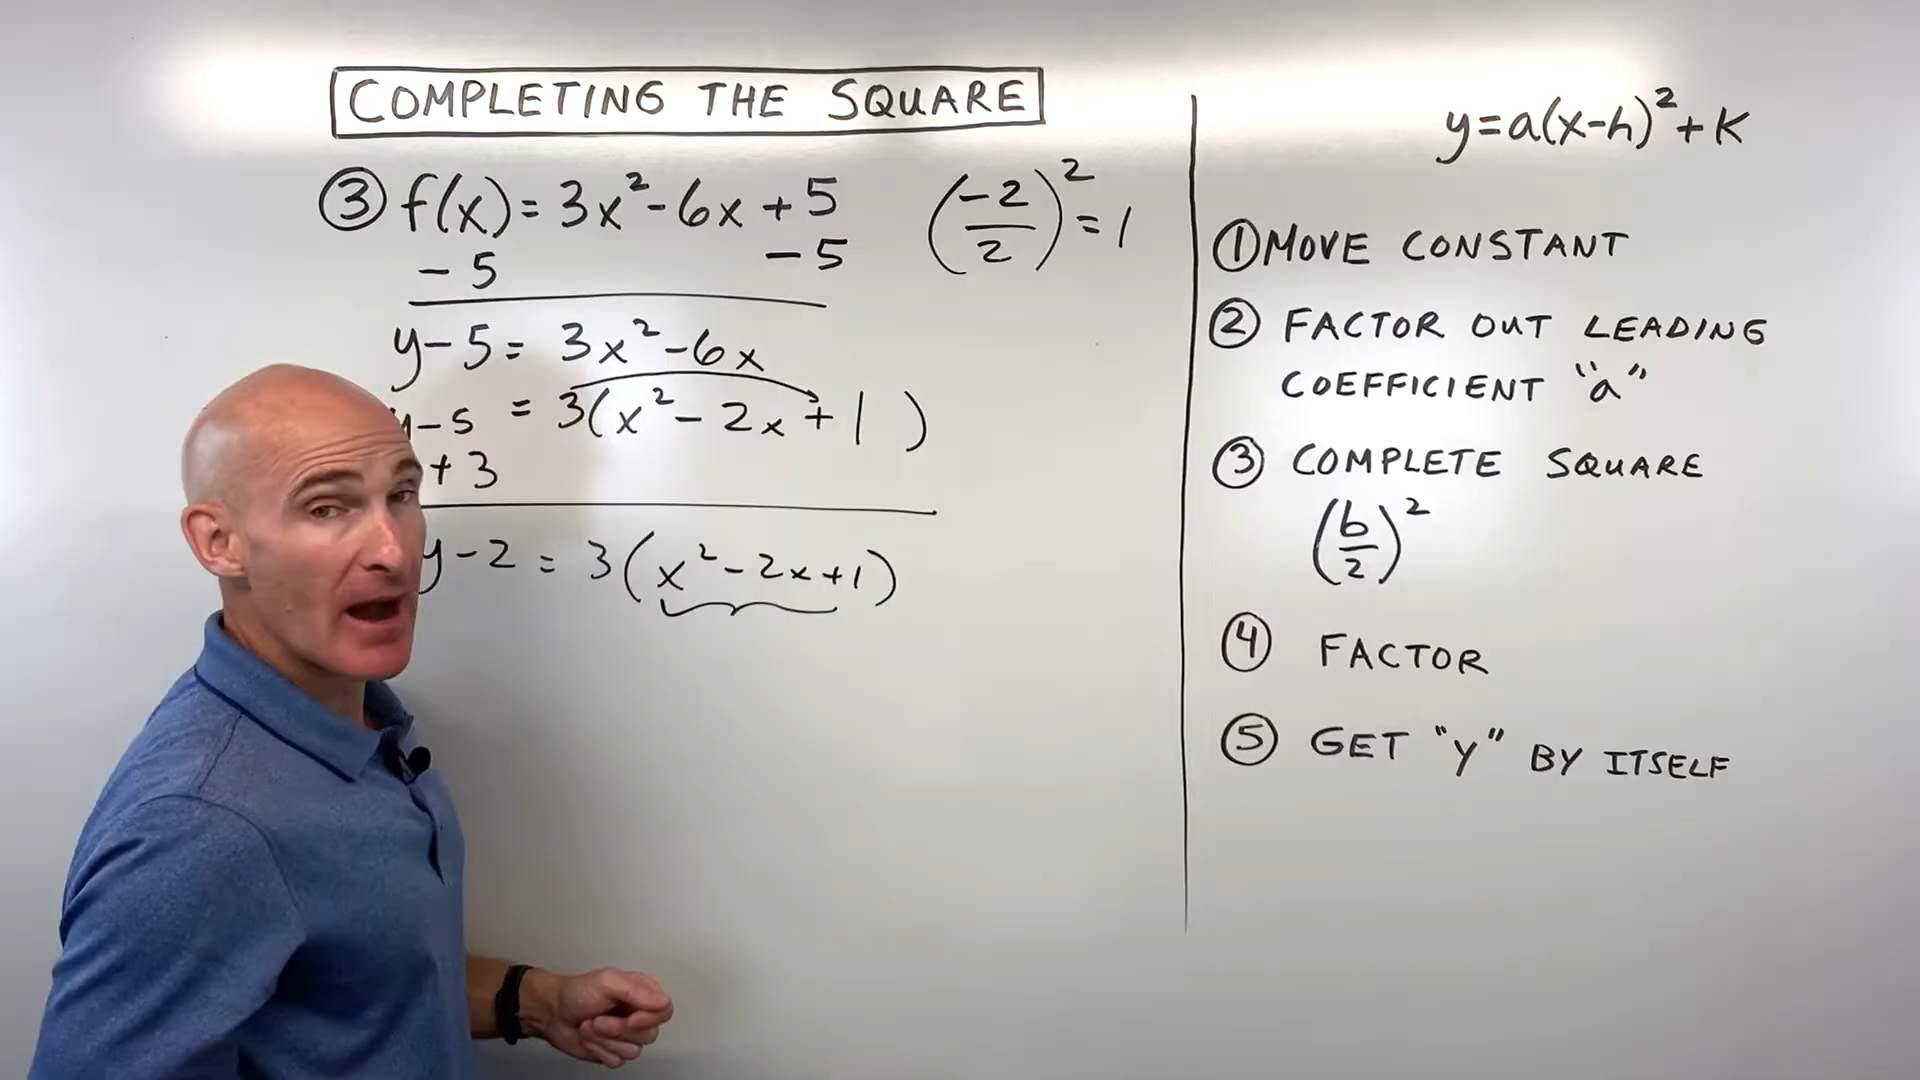 COMPLETING THE SQUARE
③ f(x) = 3x² - 6x + 5
- 5 - 5
(-2/2)² = 1
y - 5 = 3x² - 6x
y - 5 = 3(x² - 2x + 1 )
+ 3
y - 2 = 3(x² - 2x + 1)
y = a(x-h)² + K
① MOVE CONSTANT
② FACTOR OUT LEADING
COEFFICIENT "a"
③ COMPLETE SQUARE
(b/2)²
④ FACTOR
⑤ GET "y" BY ITSELF